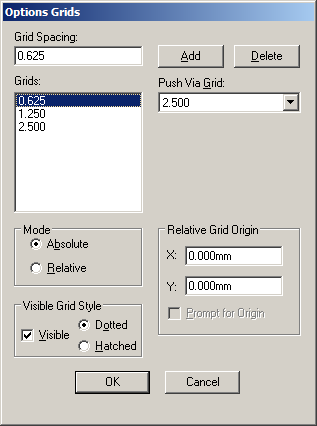 Options Grids
Grid Spacing:
0.625
Add
Delete
Grids:
Push Via Grid:
0.625
1.250
2.500
2.500
Mode
Absolute
Relative
Relative Grid Origin
X: 0.000mm
Y: 0.000mm
Prompt for Origin
Visible Grid Style
Visible
Dotted
Hatched
OK
Cancel